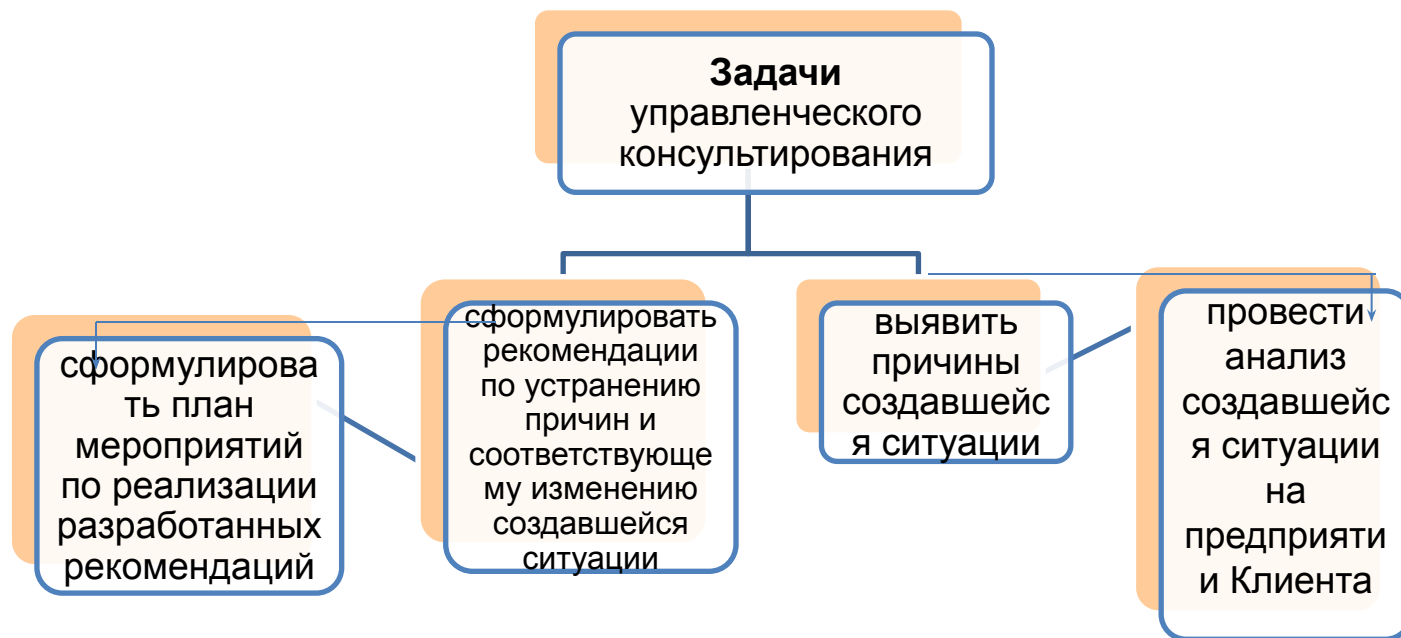 Задачи
управленческого
консультирования
сформулирова
ть план
мероприятий
по реализации
разработанных
рекомендаций
сформулировать
рекомендации
по устранению
причин и
соответствующе
му изменению
создавшейся
ситуации
выявить
причины
создавшейс
я ситуации
провести
анализ
создавшейс
я ситуации
на
предприяти
и Клиента